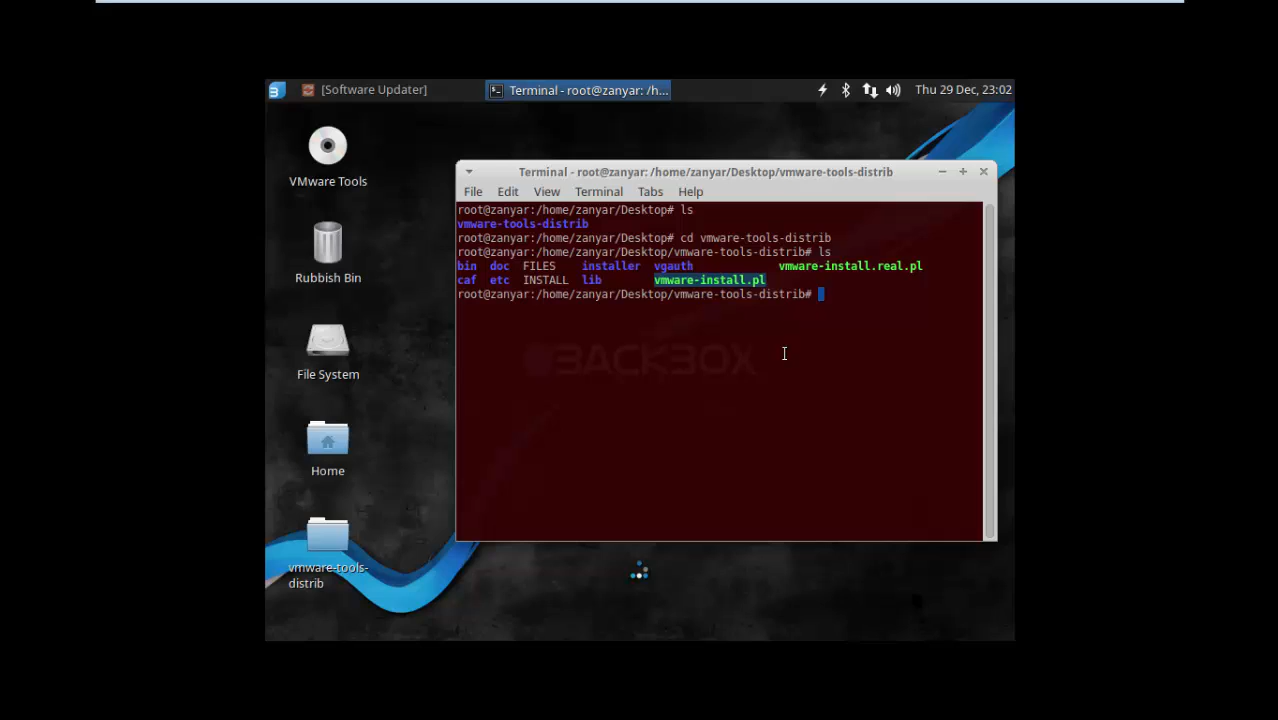 [Software Updater]
Terminal - root@zanyar: /h...
Thu 29 Dec, 23:02
VMware Tools
Rubbish Bin
File System
Home
vmware-tools-
distrib
Terminal - root@zanyar: /home/zanyar/Desktop/vmware-tools-distrib
File Edit View Terminal Tabs Help
root@zanyar:/home/zanyar/Desktop# ls
vmware-tools-distrib
root@zanyar:/home/zanyar/Desktop# cd vmware-tools-distrib
root@zanyar:/home/zanyar/Desktop/vmware-tools-distrib# ls
bin doc FILES installer vgauth vmware-install.real.pl
caf etc INSTALL lib vmware-install.pl
root@zanyar:/home/zanyar/Desktop/vmware-tools-distrib#
BACKBOX